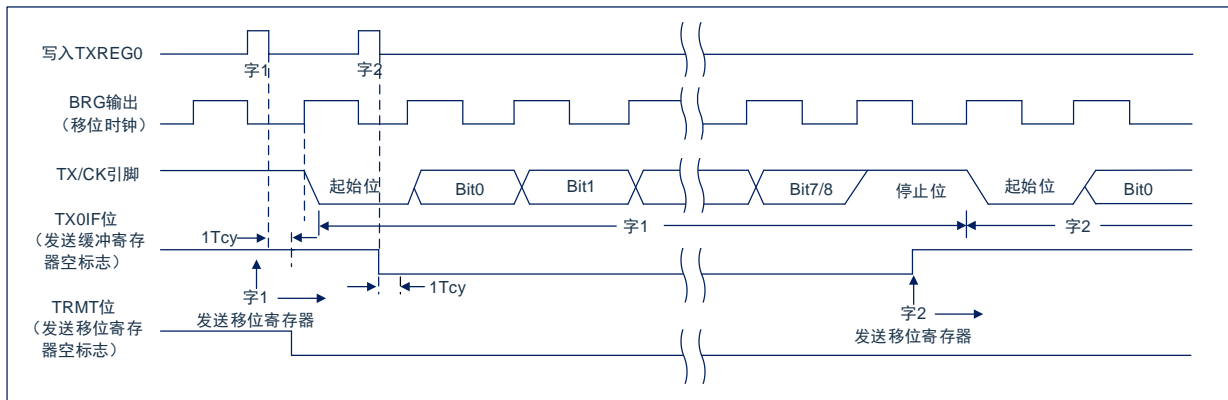 写入TXREG0
字1
字2
BRG输出
（移位时钟）
TX/CK引脚
起始位
Bit0
Bit1
Bit7/8
停止位
起始位
Bit0
TX0IF位
（发送缓冲寄存
器空标志）
1Tcy
字1
字2
1Tcy
字1
发送移位寄存器
字2
发送移位寄存器
TRMT位
（发送移位寄存
器空标志）